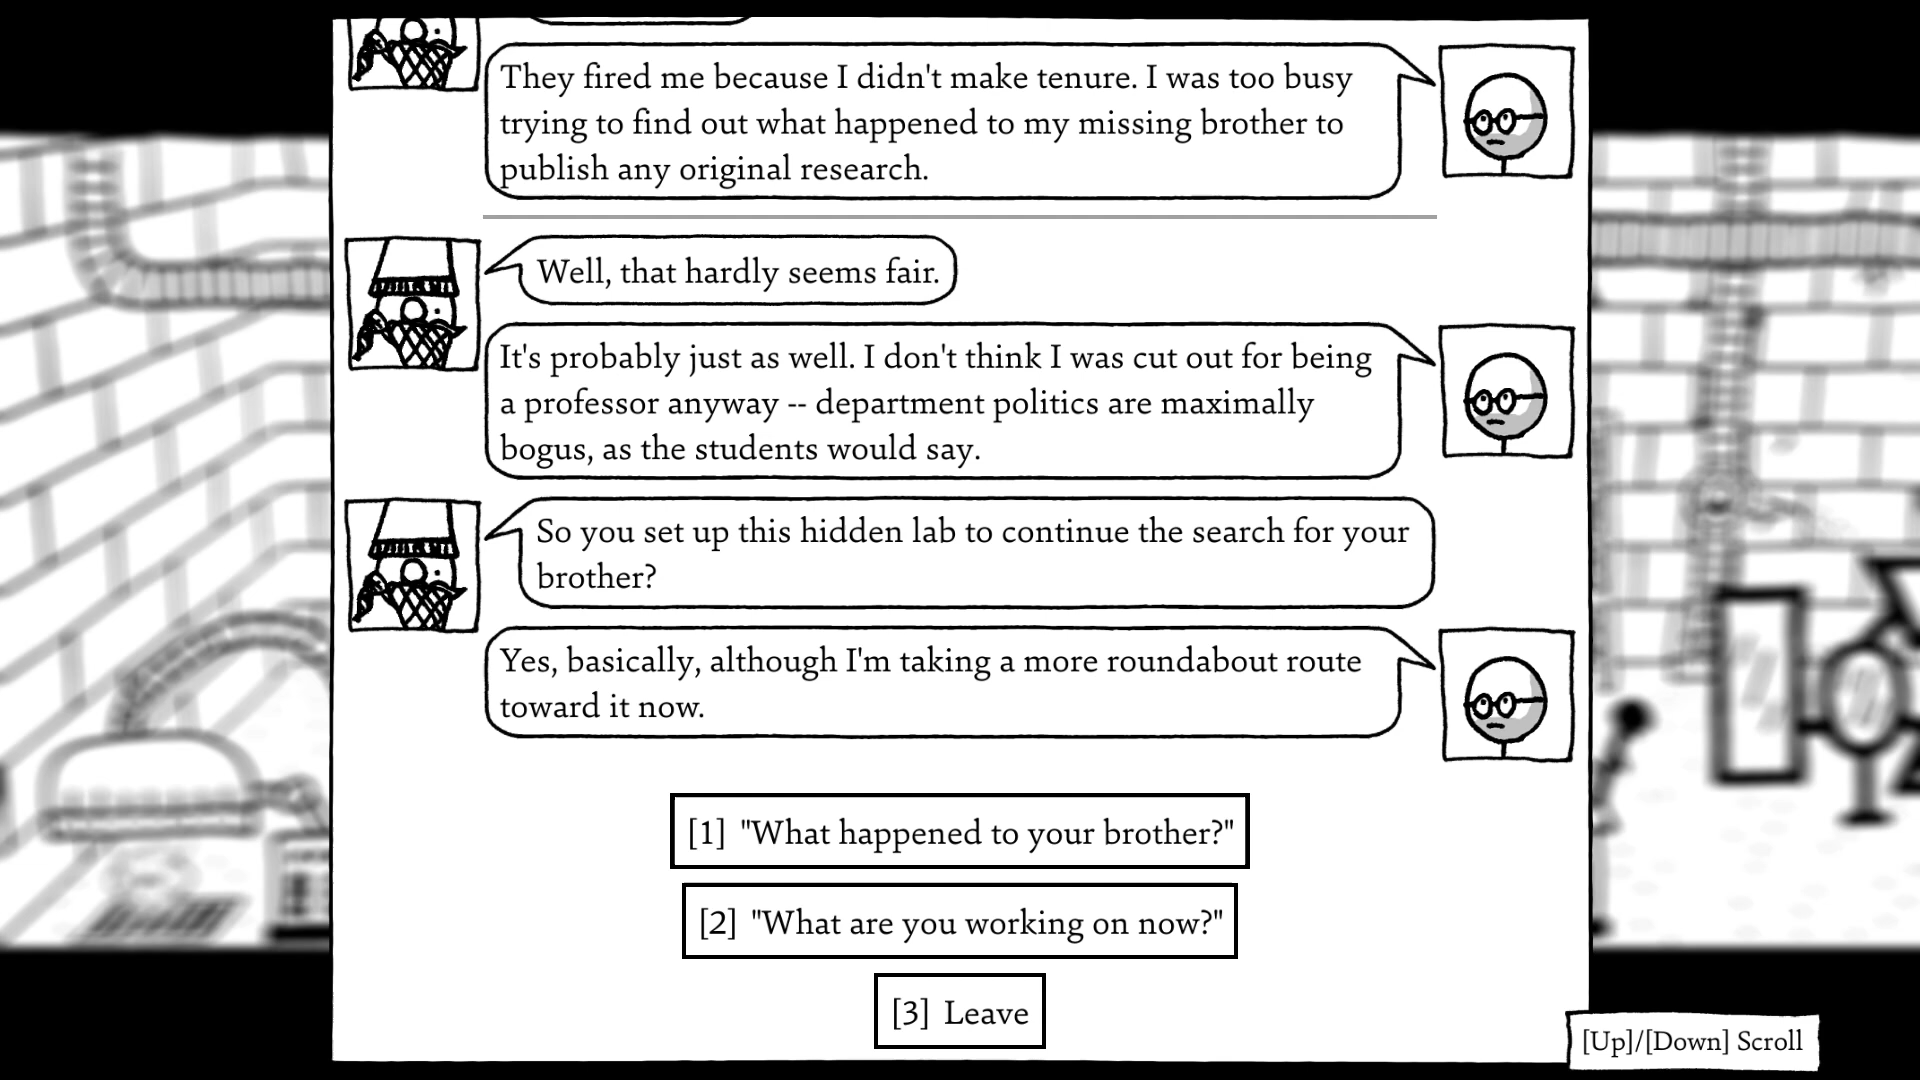 They fired me because I didn't make tenure. I was too busy
trying to find out what happened to my missing brother to
publish any original research.
Well, that hardly seems fair.
It's probably just as well. I don't think I was cut out for being
a professor anyway -- department politics are maximally
bogus, as the students would say.
So you set up this hidden lab to continue the search for your
brother?
Yes, basically, although I'm taking a more roundabout route
toward it now.
[1] "What happened to your brother?"
[2] "What are you working on now?"
[3] Leave
[Up]/[Down] Scroll